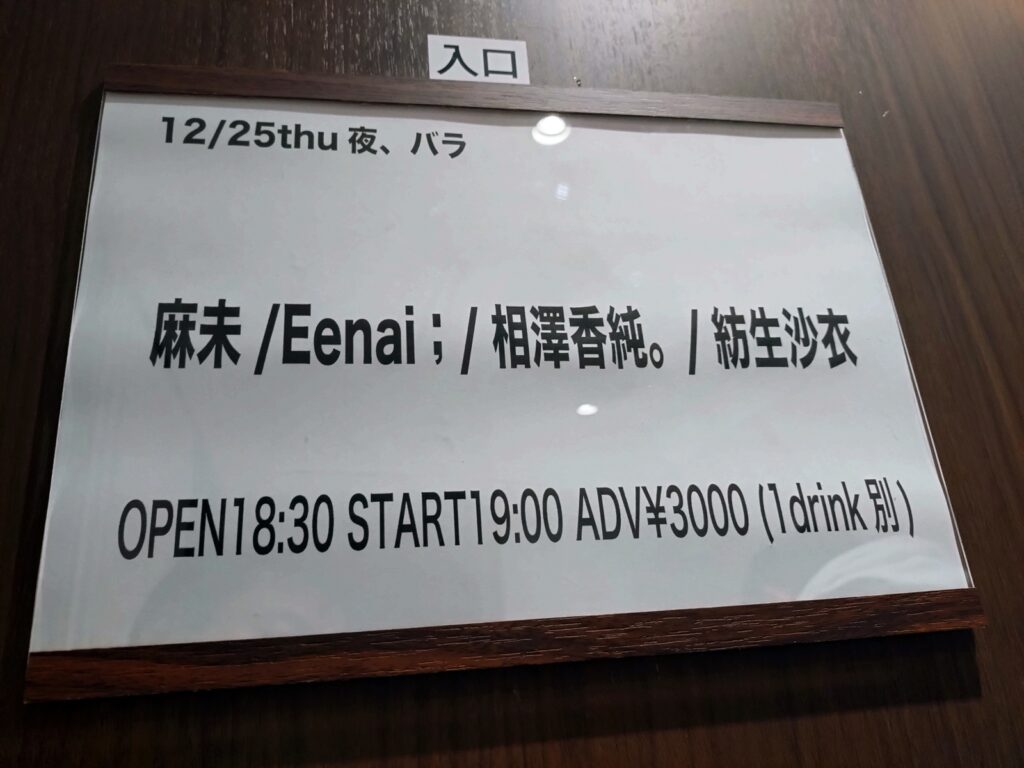 入口
12/25thu 夜、バラ
麻未 /Eenai；/ 相澤香純。/ 紡生沙衣
OPEN18:30 START19:00 ADV¥3000 (1drink 別)